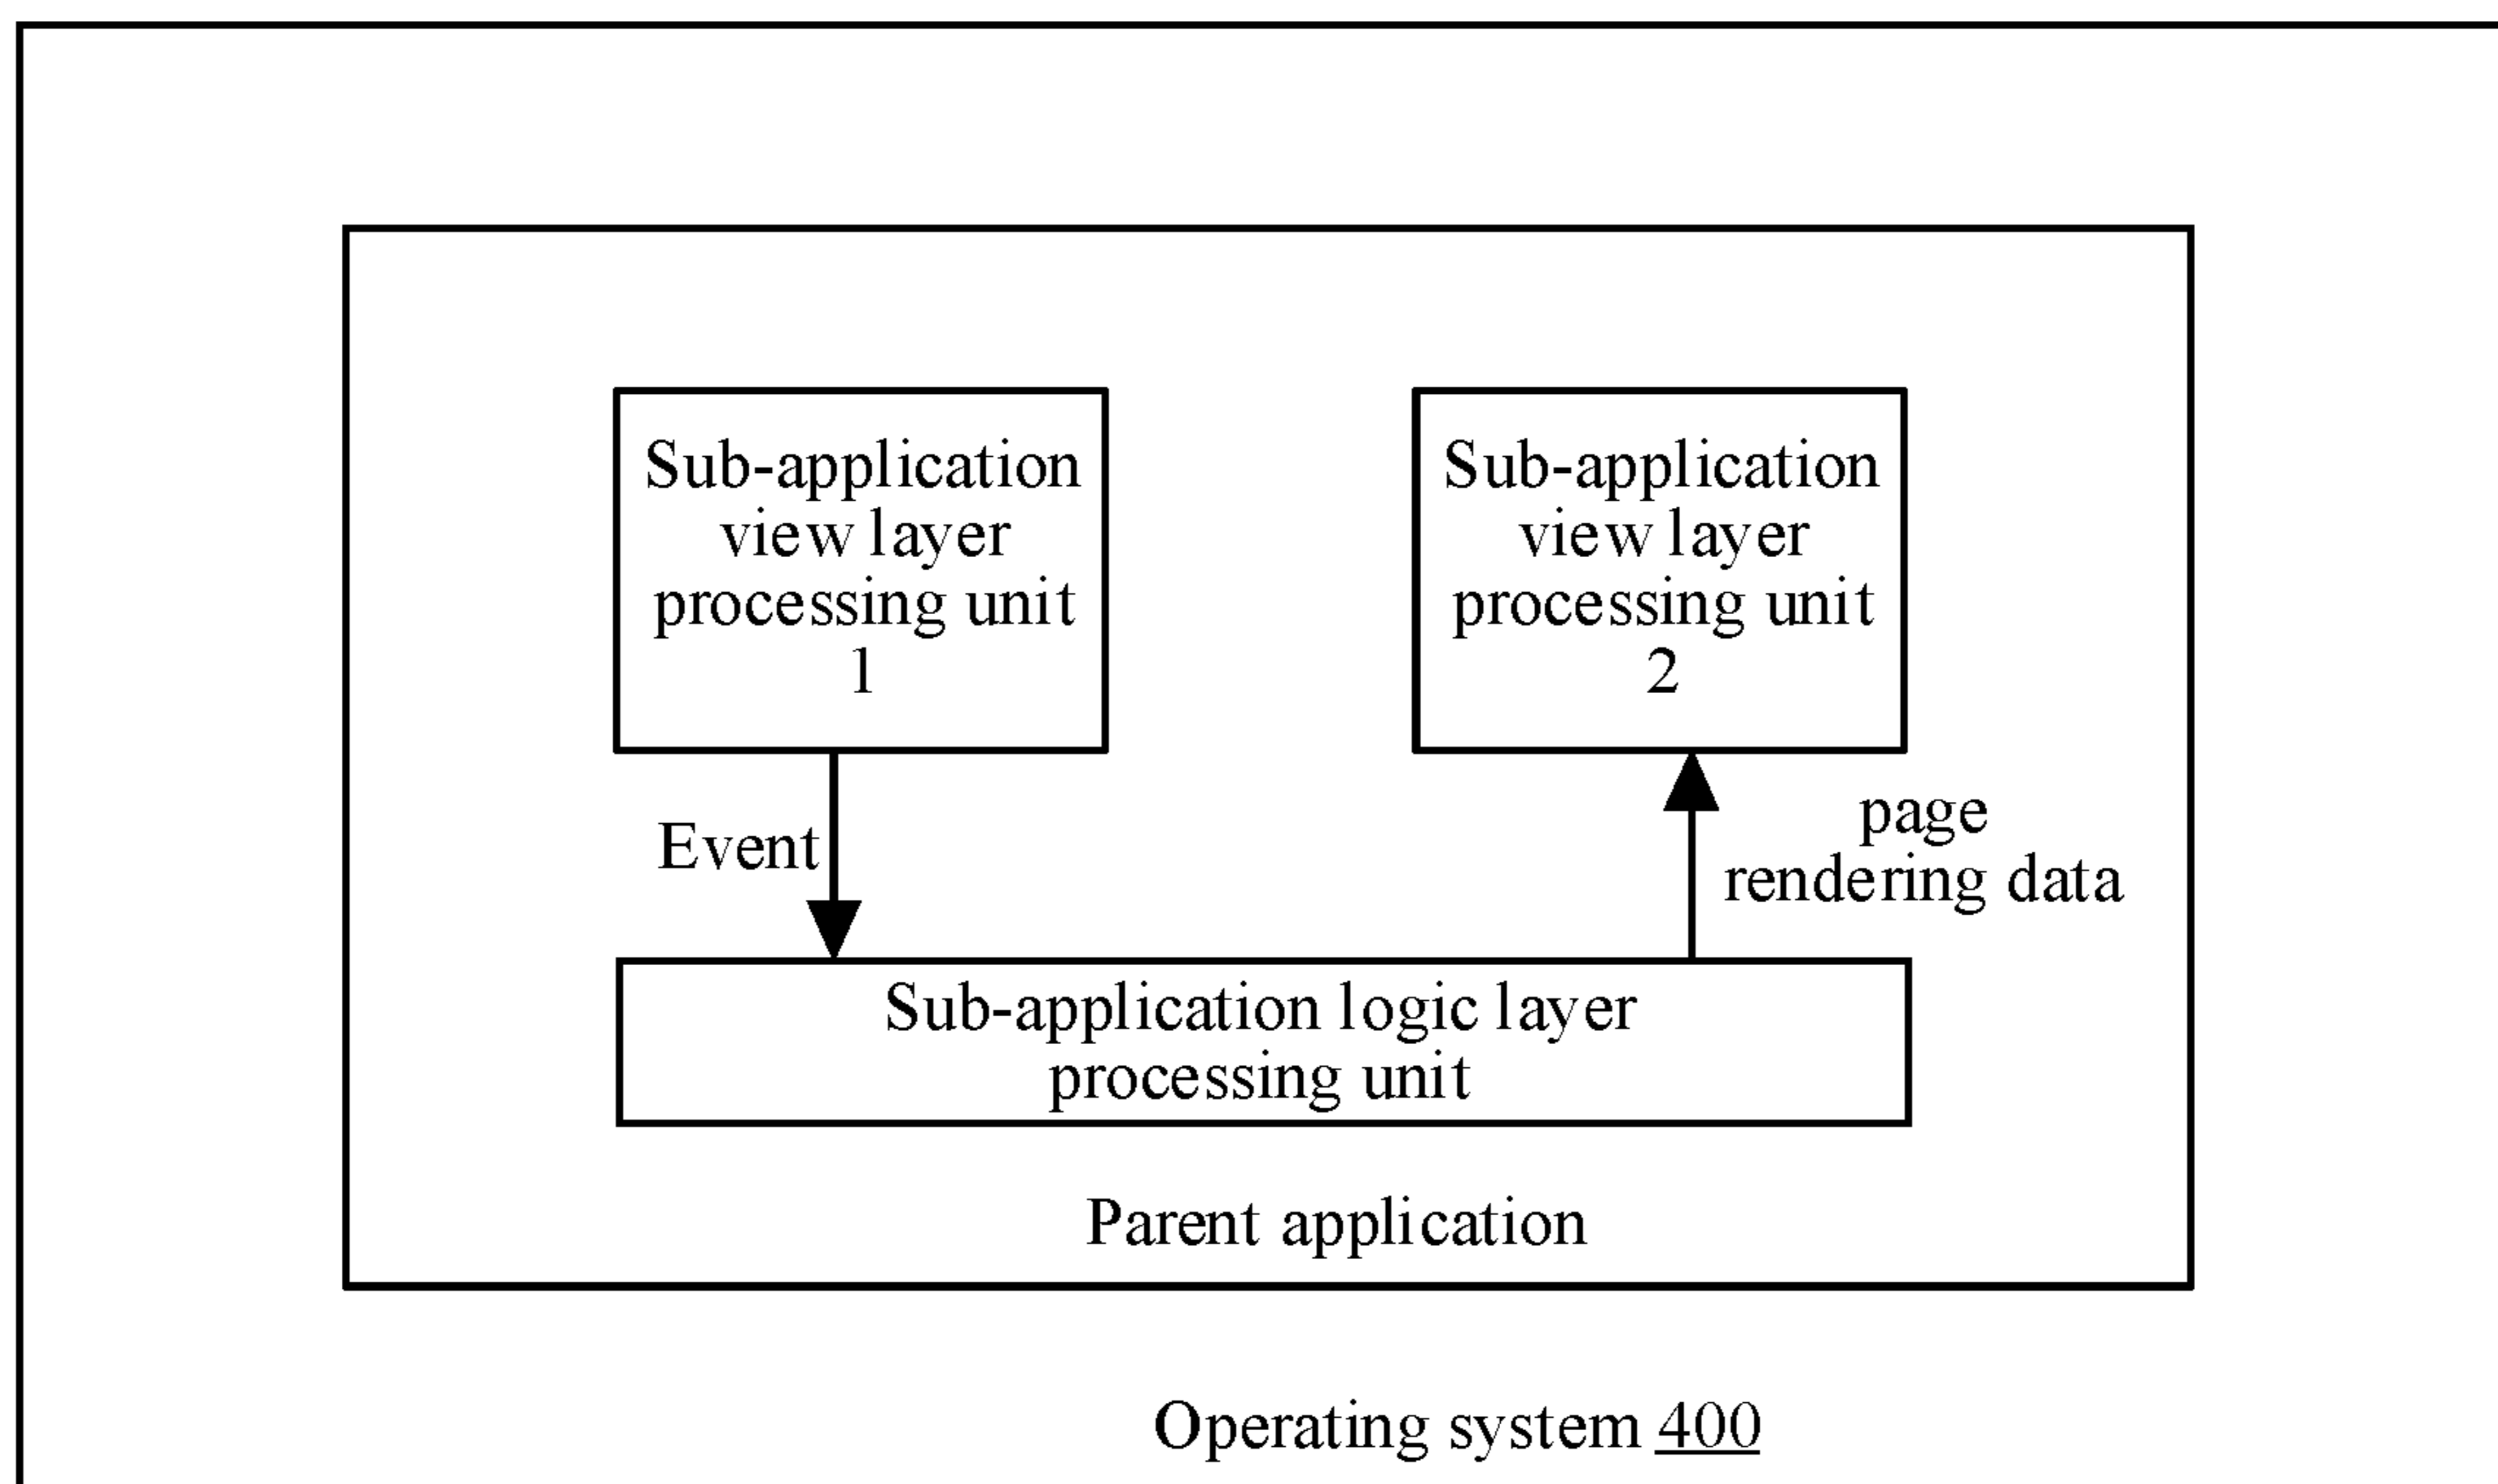 Sub-application
view layer
processing unit
1
Sub-application
view layer
processing unit
2
Event
page
rendering data
Sub-application logic layer
processing unit
Parent application
Operating system 400